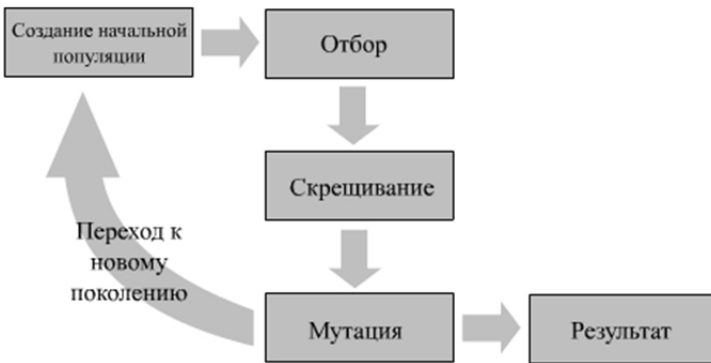 Создание начальной
популяции
Отбор
Скрещивание
Переход к
новому
поколению
Мутация
Результат